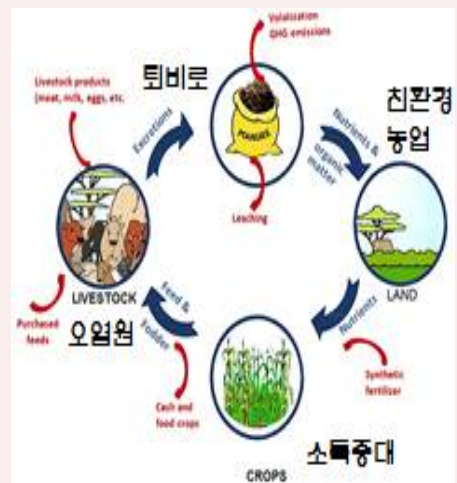 Volatization
GHG emissions
퇴비로
Livestock products
(meat, milk, eggs, etc.
Excretions
MANURE
Nutrients &
organic
matter
친환경
농업
Leaching
LIVESTOCK
LAND
Purchased
feeds
오염원
Feed &
Fodder
Nutrients
Cash and
food crops
Synthetic
fertilizer
소득증대
CROPS